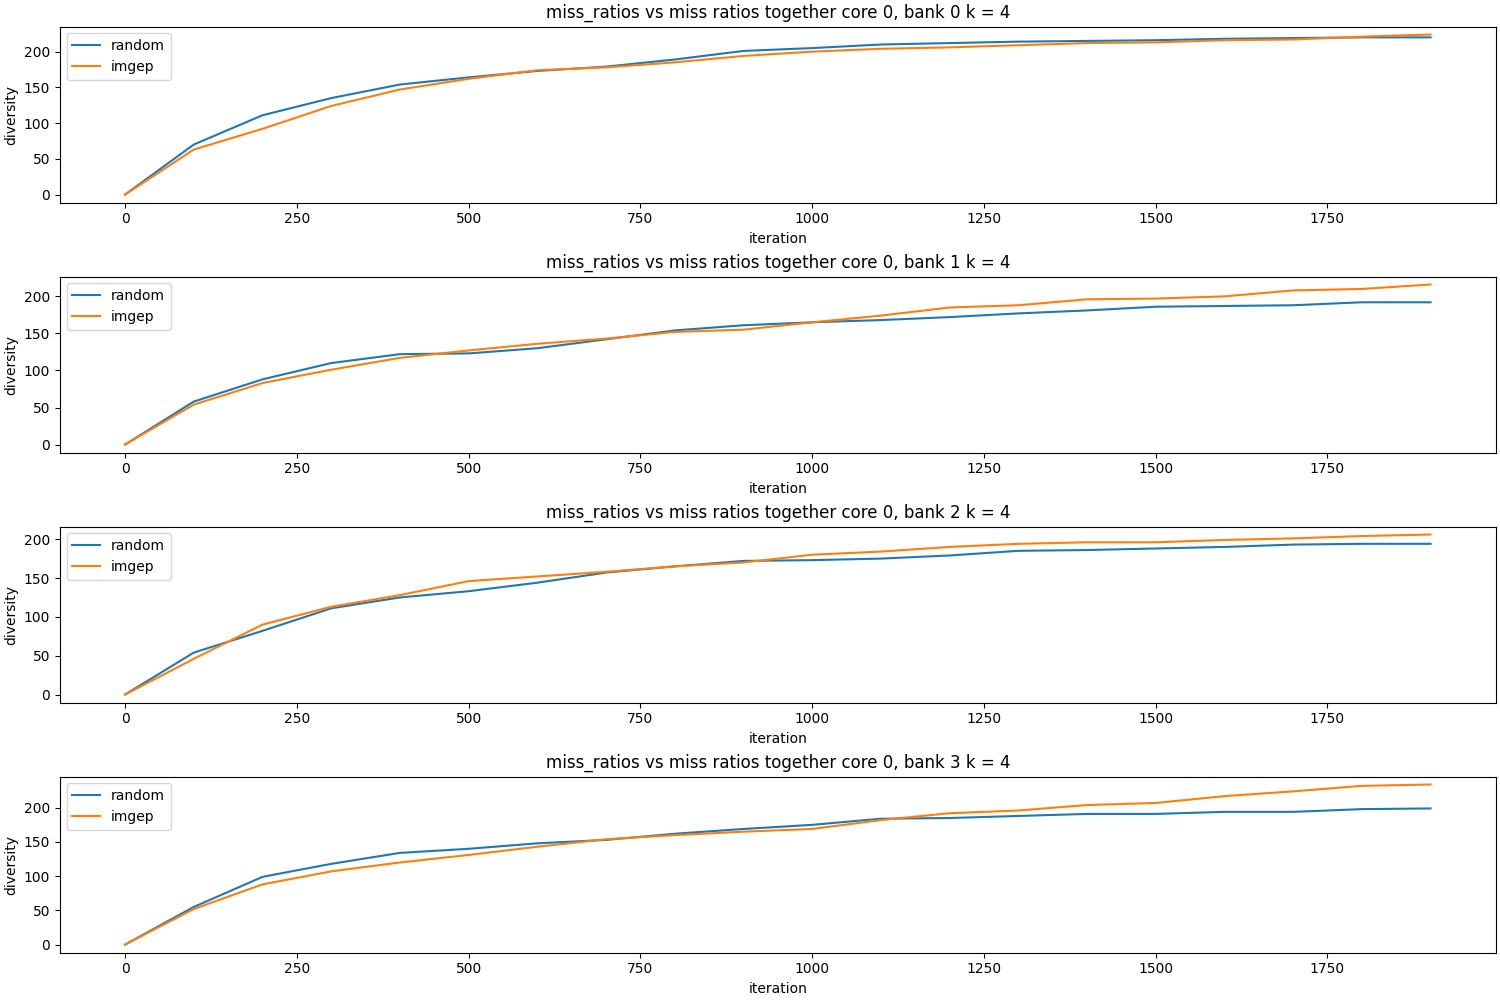 miss_ratios vs miss ratios together core 0, bank 0 k = 4
random
imgep
diversity
200
150
100
50
0
0 250 500 750 1000 1250 1500 1750
iteration
miss_ratios vs miss ratios together core 0, bank 1 k = 4
random
imgep
diversity
200
150
100
50
0
0 250 500 750 1000 1250 1500 1750
iteration
miss_ratios vs miss ratios together core 0, bank 2 k = 4
random
imgep
diversity
200
150
100
50
0
0 250 500 750 1000 1250 1500 1750
iteration
miss_ratios vs miss ratios together core 0, bank 3 k = 4
random
imgep
diversity
200
150
100
50
0
0 250 500 750 1000 1250 1500 1750
iteration